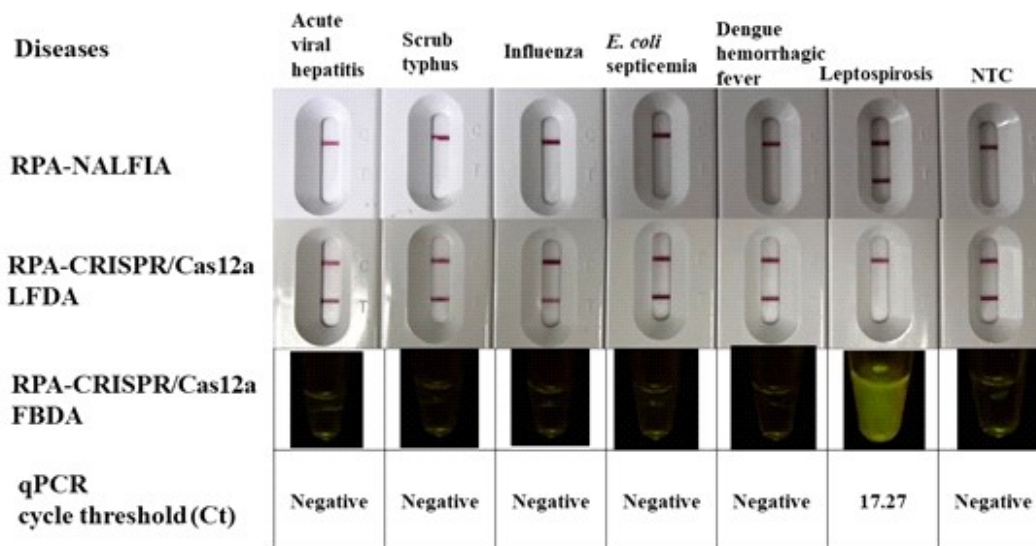 Diseases
Acute
viral
hepatitis
Scrub
typhus
Influenza
E. coli
septicemia
Dengue
hemorrhagic
fever
Leptospirosis
NTC
RPA-NALFIA
C
T
RPA-CRISPR/Cas12a
LFDA
C
T
RPA-CRISPR/Cas12a
FBDA
qPCR
cycle threshold (Ct)
Negative
Negative
Negative
Negative
Negative
17.27
Negative